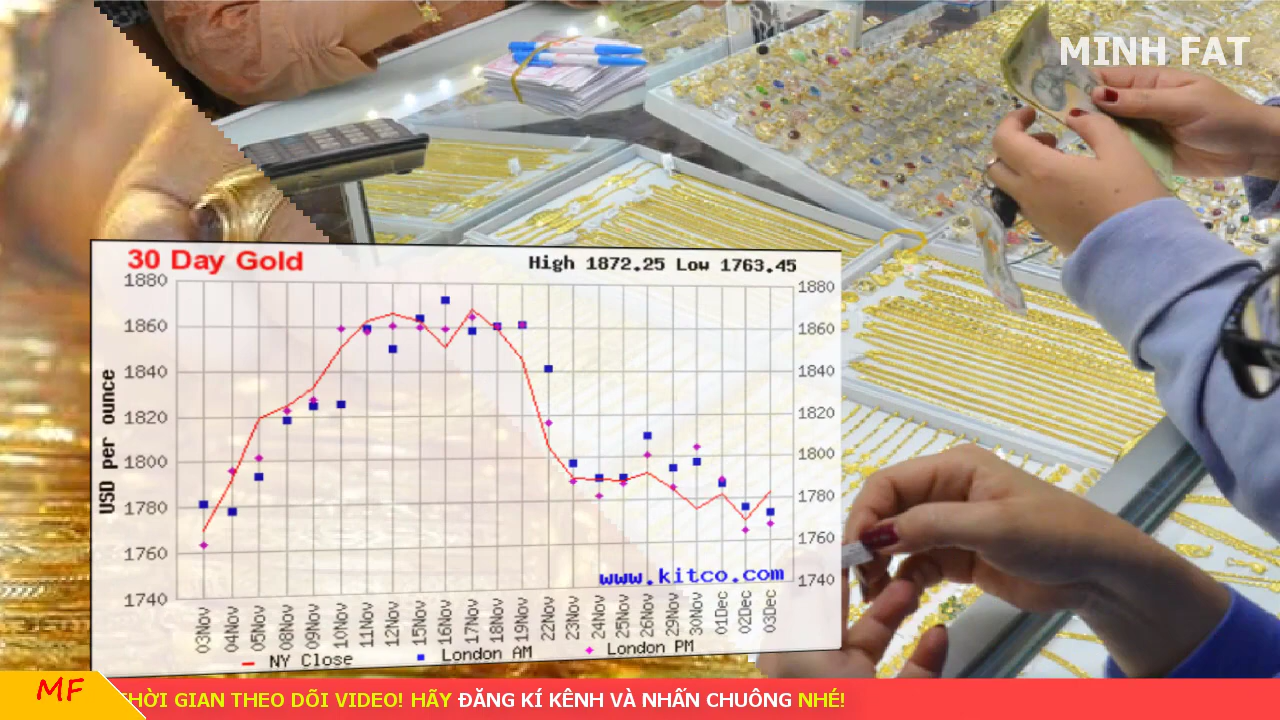 MINH FAT
30 Day Gold
High 1872.25 Low 1763.45
1880
1860
1840
1820
1800
1780
1760
1740
USD per ounce
1880
1860
1840
1820
1800
1780
1760
1740
www.kitco.com
03Nov
04Nov
05Nov
08Nov
09Nov
10Nov
11Nov
12Nov
15Nov
16Nov
17Nov
18Nov
19Nov
22Nov
23Nov
24Nov
25Nov
26Nov
29Nov
30Nov
01Dec
02Dec
03Dec
NY Close
London AM
London PM
MF
HỜI GIAN THEO DÕI VIDEO! HÃY ĐĂNG KÍ KÊNH VÀ NHẤN CHUÔNG NHÉ!